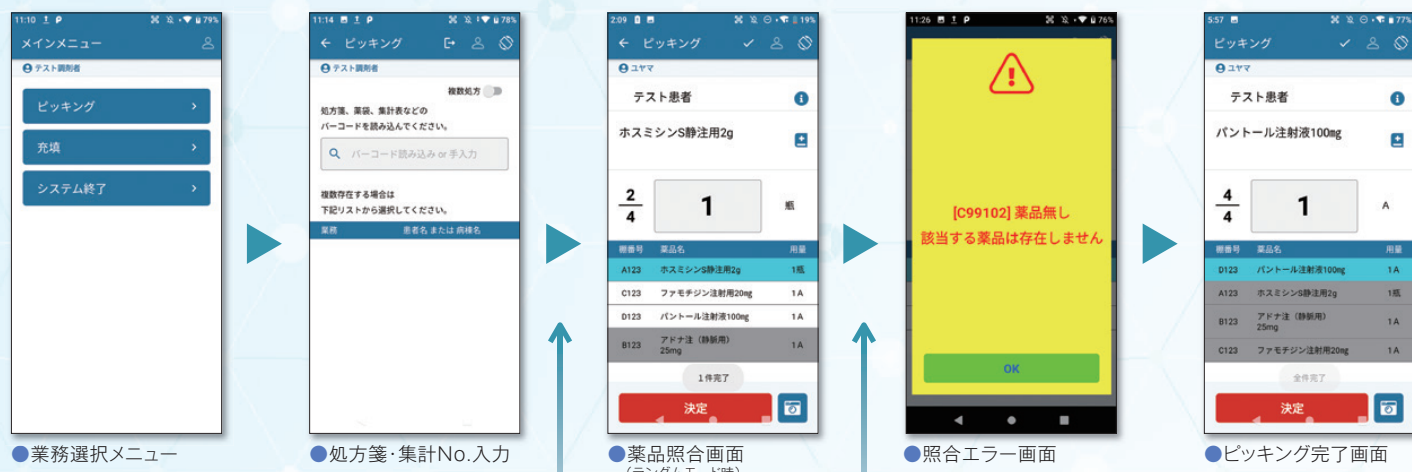 11:10 79%
メインメニュー
テスト調剤者
ピッキング
充填
システム終了
●業務選択メニュー
11:14 78%
ピッキング
テスト調剤者
複数処方
処方箋、薬袋、集計表などの
バーコードを読み込んでください。
バーコード読み込み or 手入力
複数存在する場合は
下記リストから選択してください。
業務 患者名 または 病棟名
●処方箋・集計No.入力
2:09 19%
ピッキング
ユヤマ
テスト患者
ホスミシンS静注用2g
2
4
1 瓶
棚番号 薬品名 用量
A123 ホスミシンS静注用2g 1瓶
C123 ファモチジン注射用20mg 1A
D123 パントール注射液100mg 1A
B123 アドナ注（静脈用）
25mg 1A
1件完了
決定
●薬品照合画面
（ランダムモード時）
11:26 76%
[C99102] 薬品無し
該当する薬品は存在しません
OK
●照合エラー画面
5:57 77%
ピッキング
ユヤマ
テスト患者
パントール注射液100mg
4
4
1 A
棚番号 薬品名 用量
D123 パントール注射液100mg 1A
A123 ホスミシンS静注用2g 1瓶
B123 アドナ注（静脈用）
25mg 1A
C123 ファモチジン注射用20mg 1A
全件完了
決定
●ピッキング完了画面